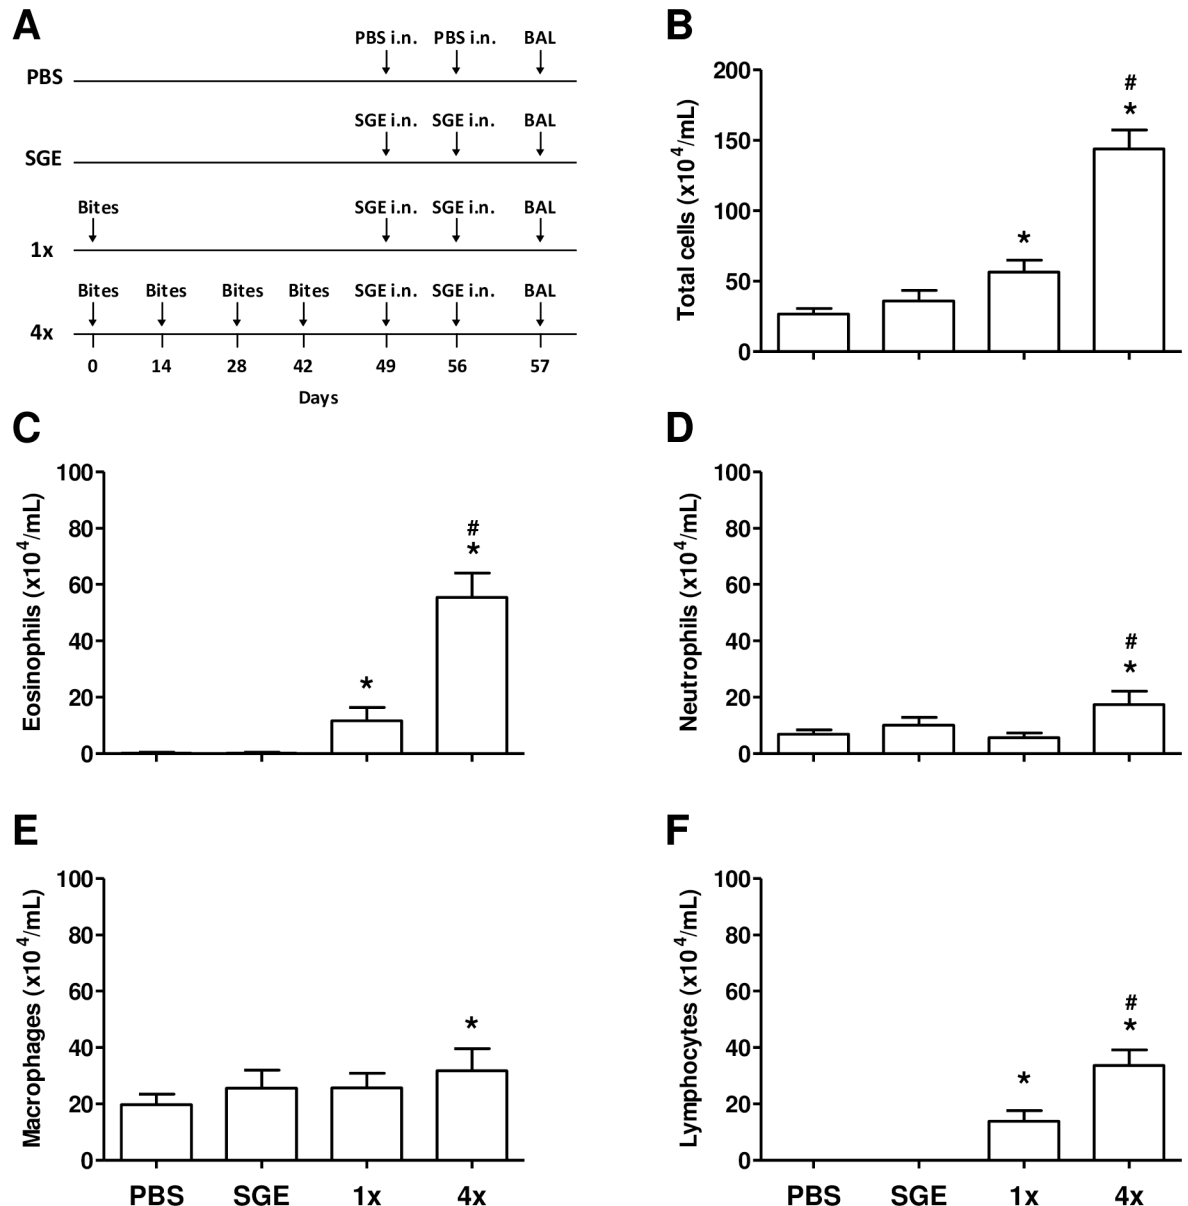 A
PBS i.n. PBS i.n. BAL
PBS
SGE i.n. SGE i.n. BAL
SGE
Bites SGE i.n. SGE i.n. BAL
1x
Bites Bites Bites Bites SGE i.n. SGE i.n. BAL
4x
0 14 28 42 49 56 57
Days
B
Total cells (x10⁴/mL)
200
150
100
50
0
*
#
*
C
Eosinophils (x10⁴/mL)
100
80
60
40
20
0
*
#
*
D
Neutrophils (x10⁴/mL)
100
80
60
40
20
0
#
*
E
Macrophages (x10⁴/mL)
100
80
60
40
20
0
*
PBS SGE 1x 4x
F
Lymphocytes (x10⁴/mL)
100
80
60
40
20
0
*
#
*
PBS SGE 1x 4x